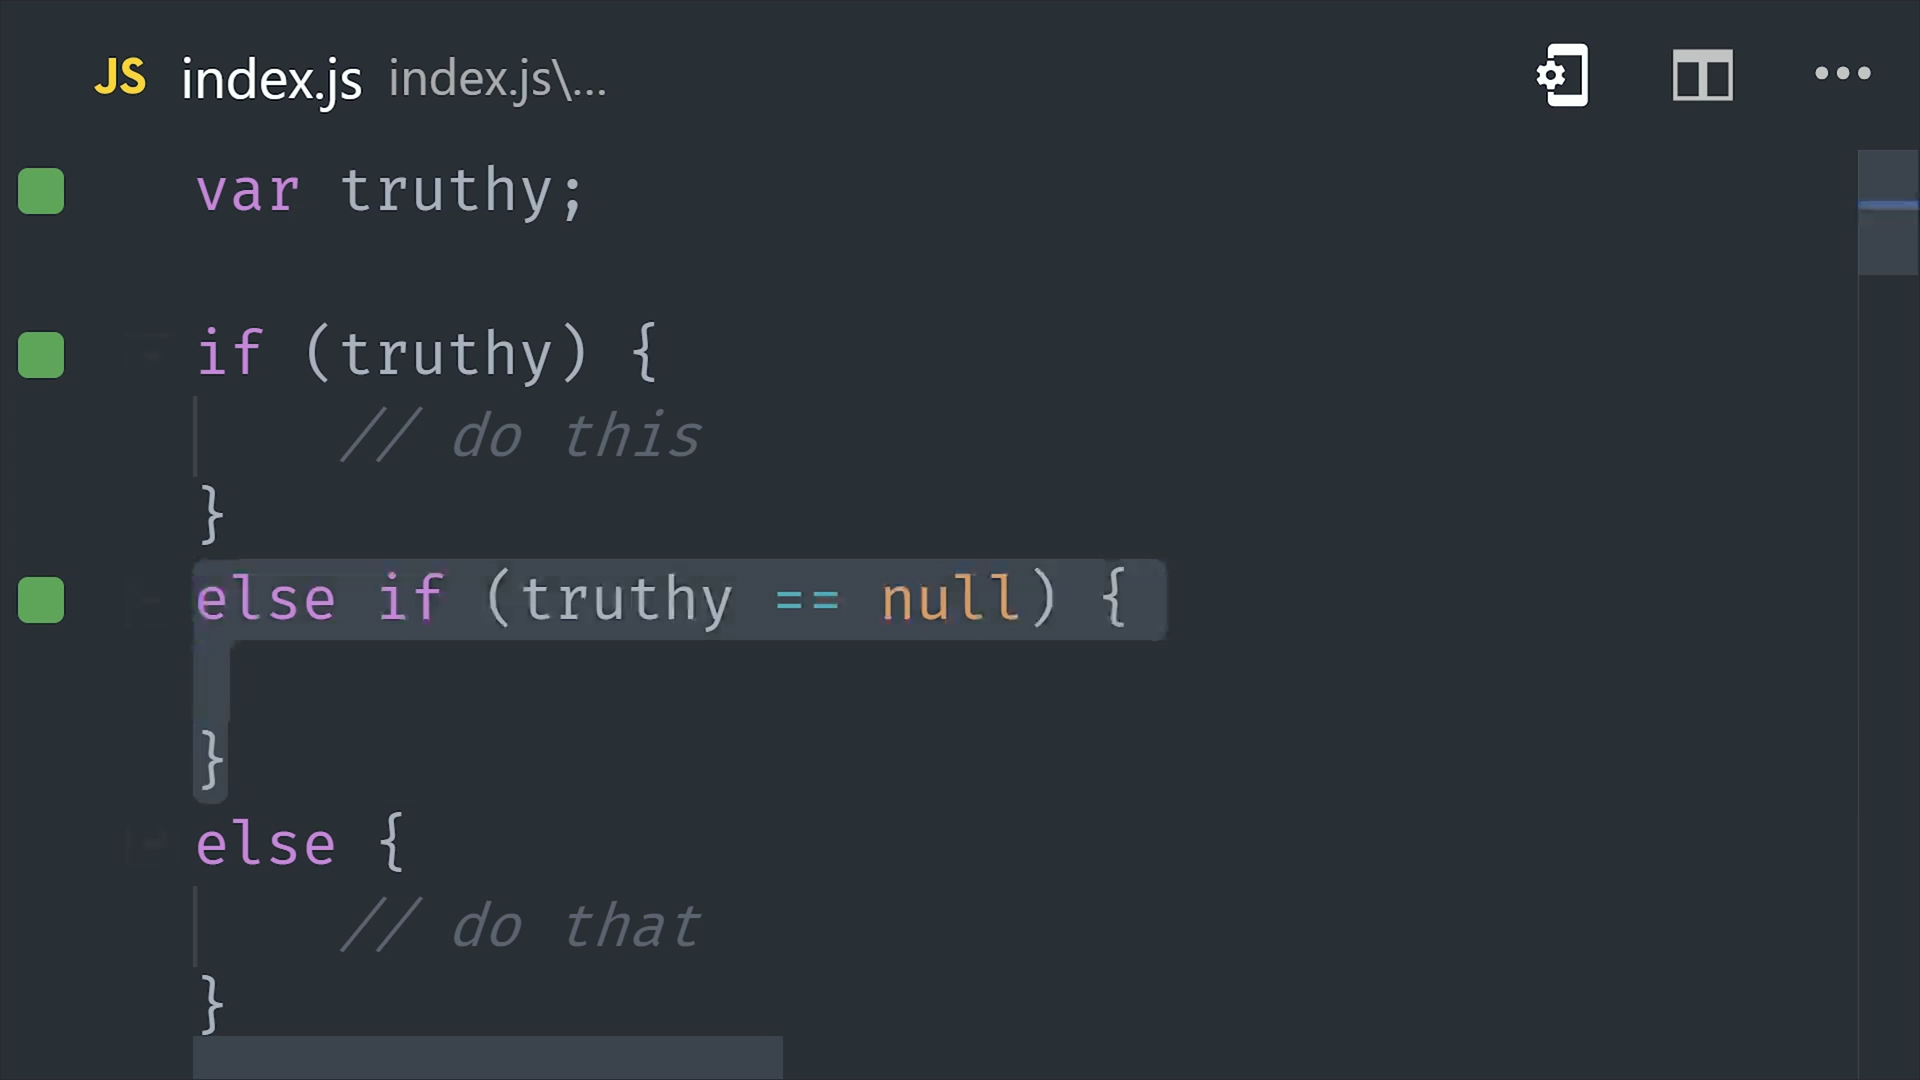 JS index.js index.js\...
var truthy;
if (truthy) {
// do this
}
else if (truthy == null) {
}
else {
// do that
}